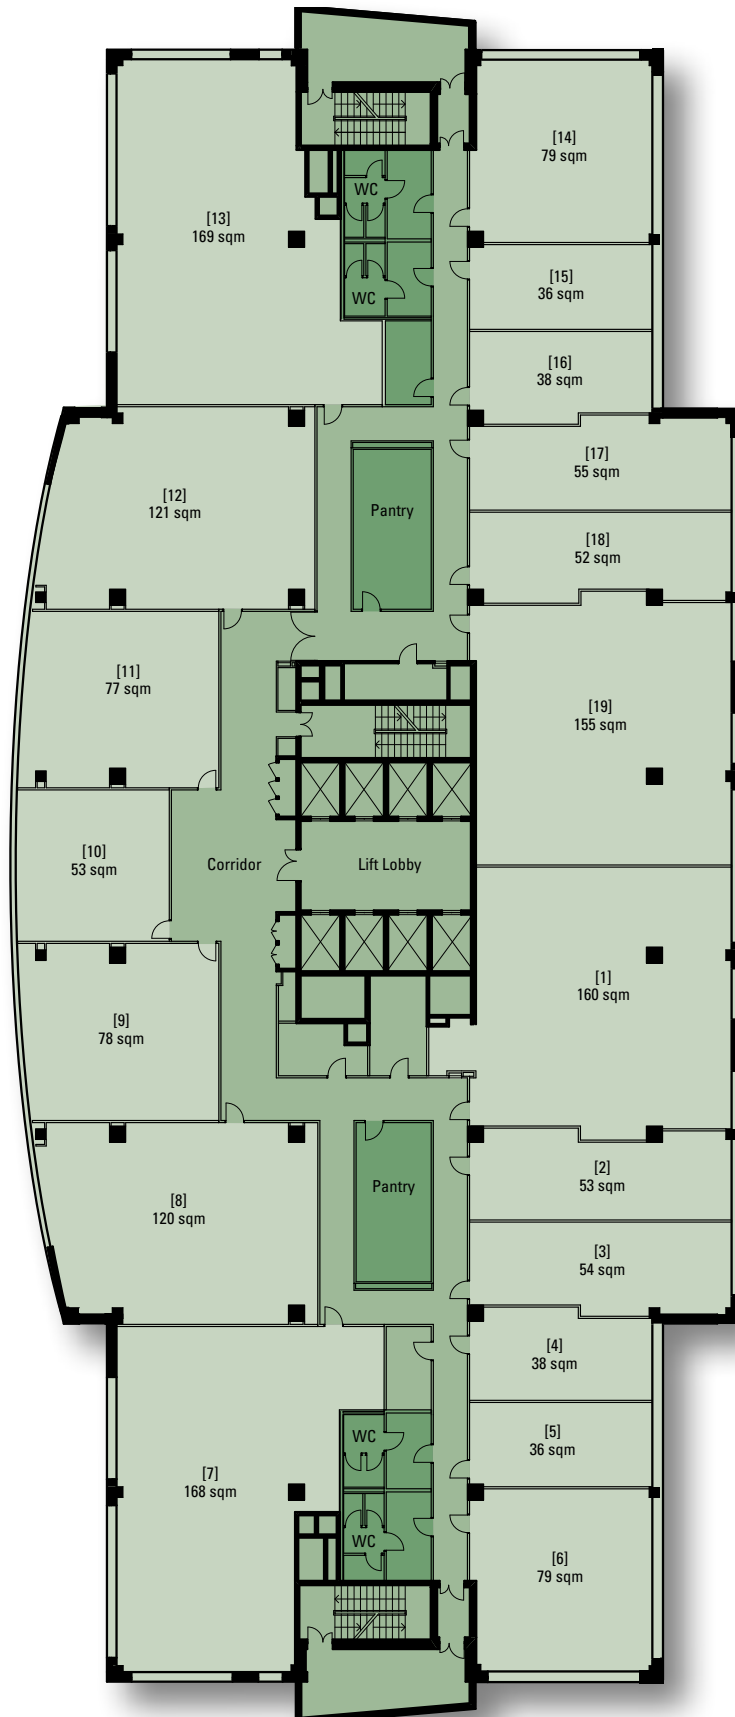 [14]
79 sqm
WC
[13]
169 sqm
[15]
36 sqm
WC
[16]
38 sqm
[17]
55 sqm
[12]
121 sqm
Pantry
[18]
52 sqm
[11]
77 sqm
[19]
155 sqm
[10]
53 sqm
Corridor
Lift Lobby
[1]
160 sqm
[9]
78 sqm
[2]
53 sqm
Pantry
[8]
120 sqm
[3]
54 sqm
[4]
38 sqm
WC
[5]
36 sqm
[7]
168 sqm
WC
[6]
79 sqm